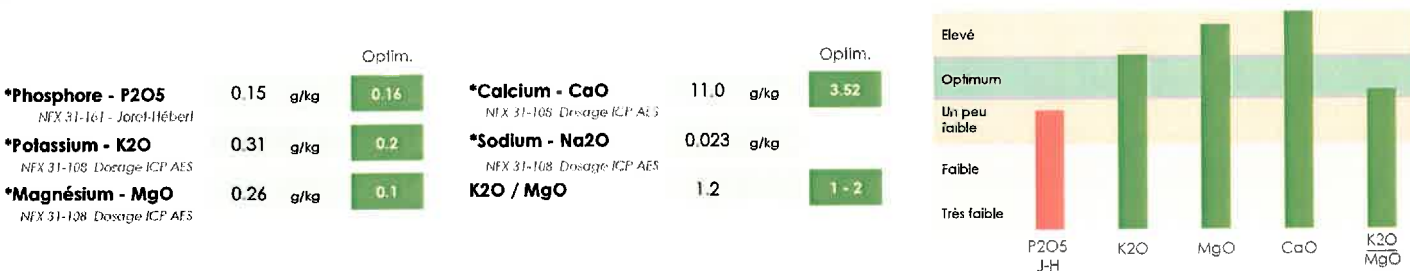 Optim.
*Phosphore - P2O5 0.15 g/kg 0.16
NFX 31-161 - Joret-Hébert
*Potassium - K2O 0.31 g/kg 0.2
NFX 31-108 Dosage ICP AES
*Magnésium - MgO 0.26 g/kg 0.1
NFX 31-108 Dosage ICP AES
Optim.
*Calcium - CaO 11.0 g/kg 3.52
NFX 31-108 Dosage ICP AES
*Sodium - Na2O 0.023 g/kg
NFX 31-108 Dosage ICP AES
K2O / MgO 1.2 1 - 2
Elevé
Optimum
Un peu
faible
Faible
Très faible
P2O5
J-H
K2O
MgO
CaO
K2O
MgO